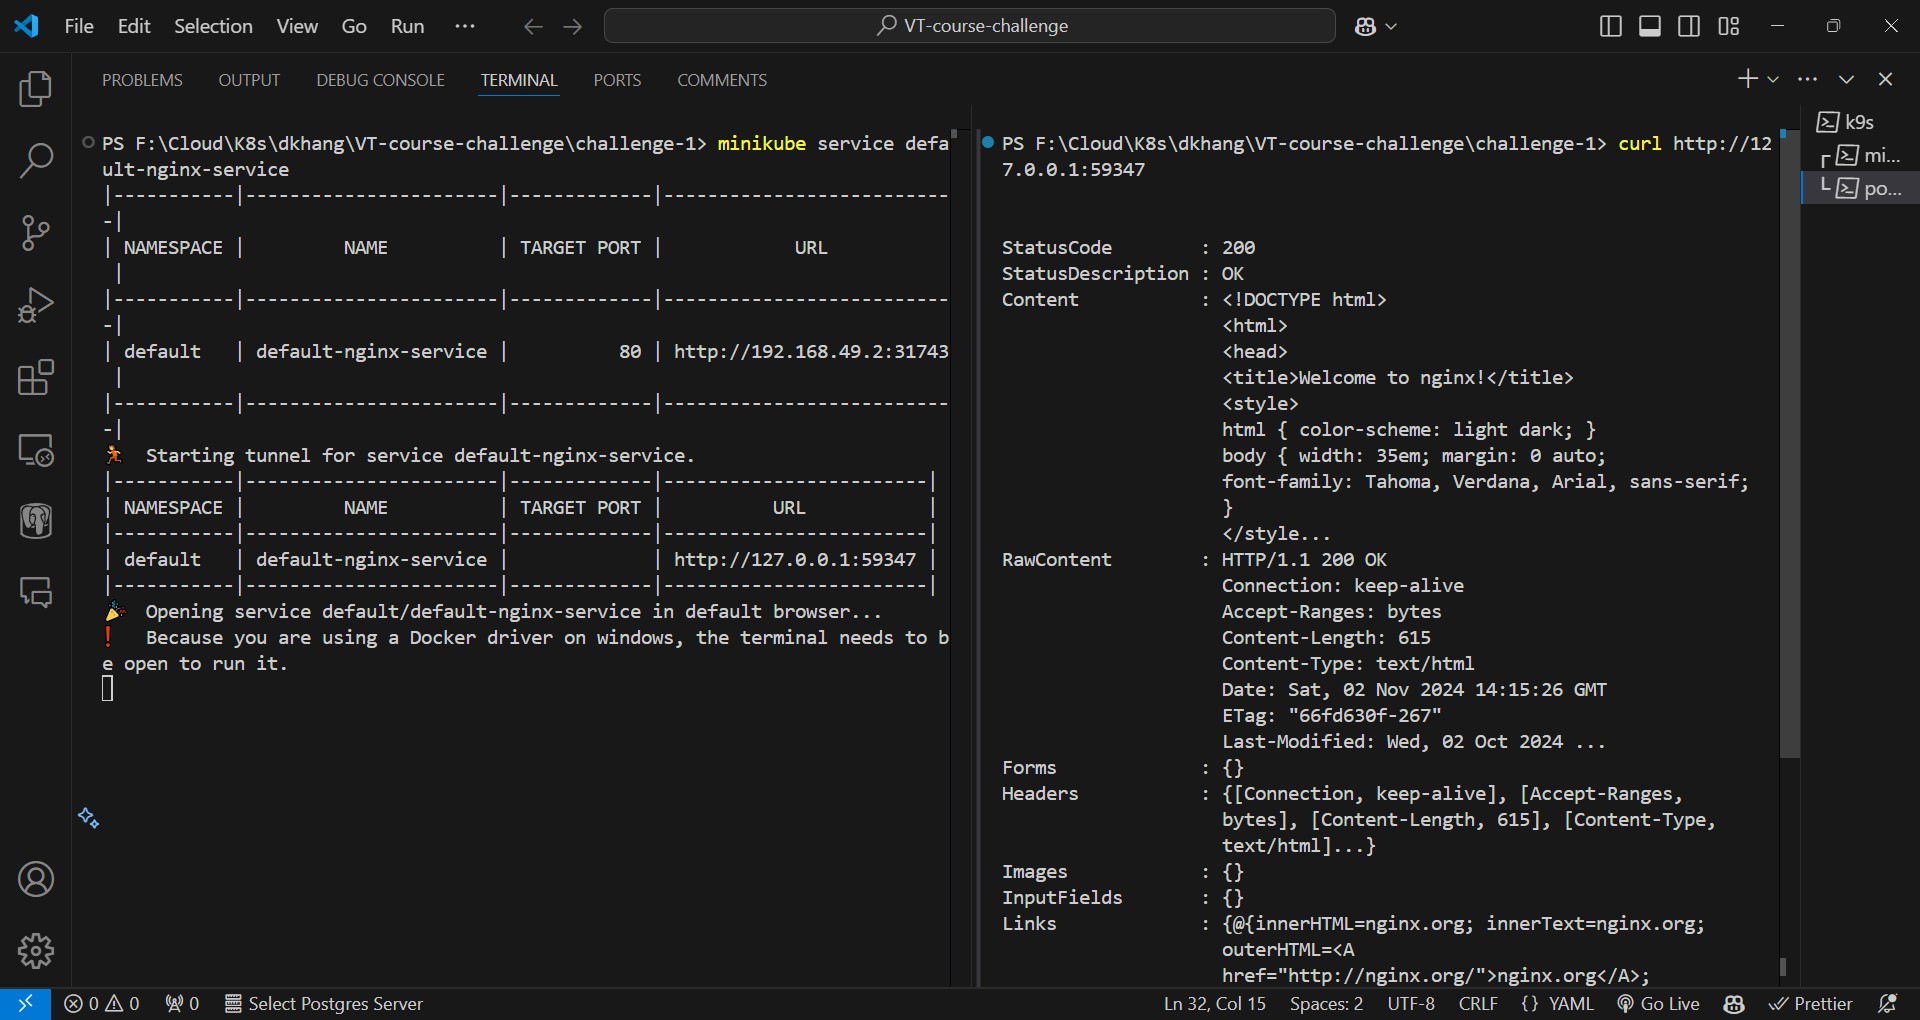 File Edit Selection View Go Run ··· VT-course-challenge
PROBLEMS OUTPUT DEBUG CONSOLE TERMINAL PORTS COMMENTS
PS F:\Cloud\K8s\dkhang\VT-course-challenge\challenge-1> minikube service defa
ult-nginx-service
|-----------|-----------------------|-------------|--------------------------
-|
| NAMESPACE |         NAME          | TARGET PORT |            URL
 |
|-----------|-----------------------|-------------|--------------------------
-|
| default   | default-nginx-service |          80 | http://192.168.49.2:31743
 |
|-----------|-----------------------|-------------|--------------------------
-|
🏃  Starting tunnel for service default-nginx-service.
|-----------|-----------------------|-------------|------------------------|
| NAMESPACE |         NAME          | TARGET PORT |          URL           |
|-----------|-----------------------|-------------|------------------------|
| default   | default-nginx-service |             | http://127.0.0.1:59347 |
|-----------|-----------------------|-------------|------------------------|
🎉  Opening service default/default-nginx-service in default browser...
❗  Because you are using a Docker driver on windows, the terminal needs to b
e open to run it.
PS F:\Cloud\K8s\dkhang\VT-course-challenge\challenge-1> curl http://12
7.0.0.1:59347
StatusCode        : 200
StatusDescription : OK
Content           : <!DOCTYPE html>
                    <html>
                    <head>
                    <title>Welcome to nginx!</title>
                    <style>
                    html { color-scheme: light dark; }
                    body { width: 35em; margin: 0 auto;
                    font-family: Tahoma, Verdana, Arial, sans-serif;
                    }
                    </style...
RawContent        : HTTP/1.1 200 OK
                    Connection: keep-alive
                    Accept-Ranges: bytes
                    Content-Length: 615
                    Content-Type: text/html
                    Date: Sat, 02 Nov 2024 14:15:26 GMT
                    ETag: "66fd630f-267"
                    Last-Modified: Wed, 02 Oct 2024 ...
Forms             : {}
Headers           : {[Connection, keep-alive], [Accept-Ranges,
                    bytes], [Content-Length, 615], [Content-Type,
                    text/html]...}
Images            : {}
InputFields       : {}
Links             : {@{innerHTML=nginx.org; innerText=nginx.org;
                    outerHTML=<A
                    href="http://nginx.org/">nginx.org</A>;
k9s
mi...
po...
0 0 0 Select Postgres Server Ln 32, Col 15 Spaces: 2 UTF-8 CRLF {} YAML Go Live Prettier